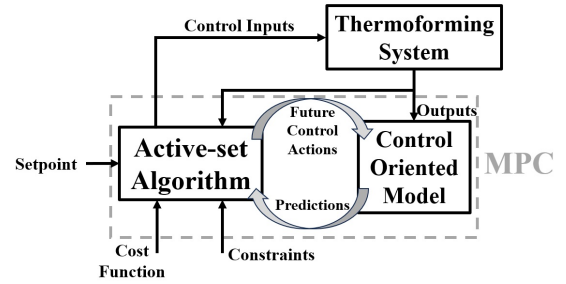 Control Inputs
Thermoforming
System
Outputs
Future
Control
Actions
Active-set
Algorithm
Control
Oriented
Model
MPC
Setpoint
Predictions
Cost
Function
Constraints